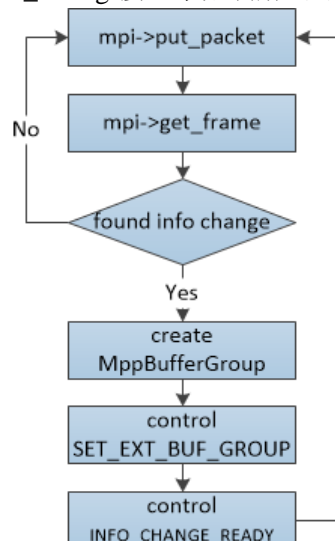 mpi->put_packet
No
mpi->get_frame
found info change
Yes
create
MppBufferGroup
control
SET_EXT_BUF_GROUP
control
INFO_CHANGE_READY